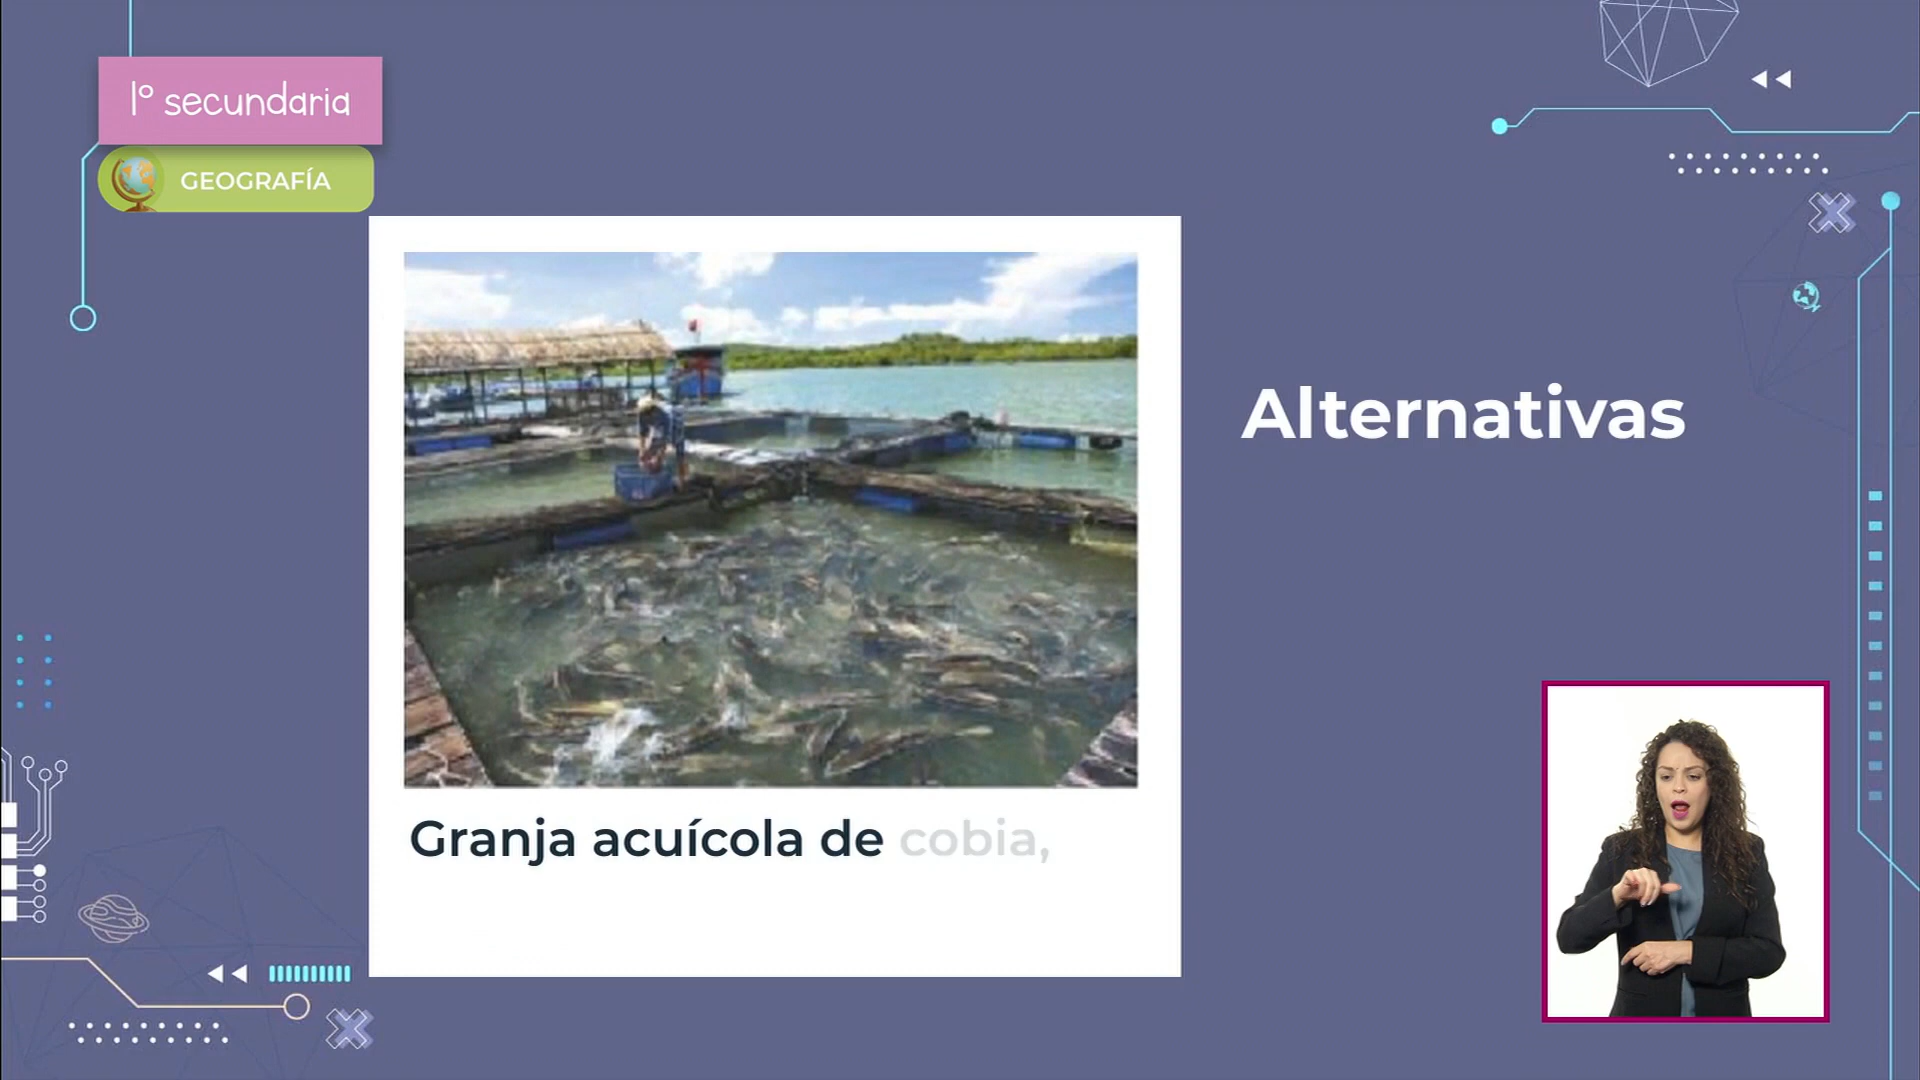 1° secundaria
GEOGRAFÍA
Alternativas
Granja acuícola de cobia,